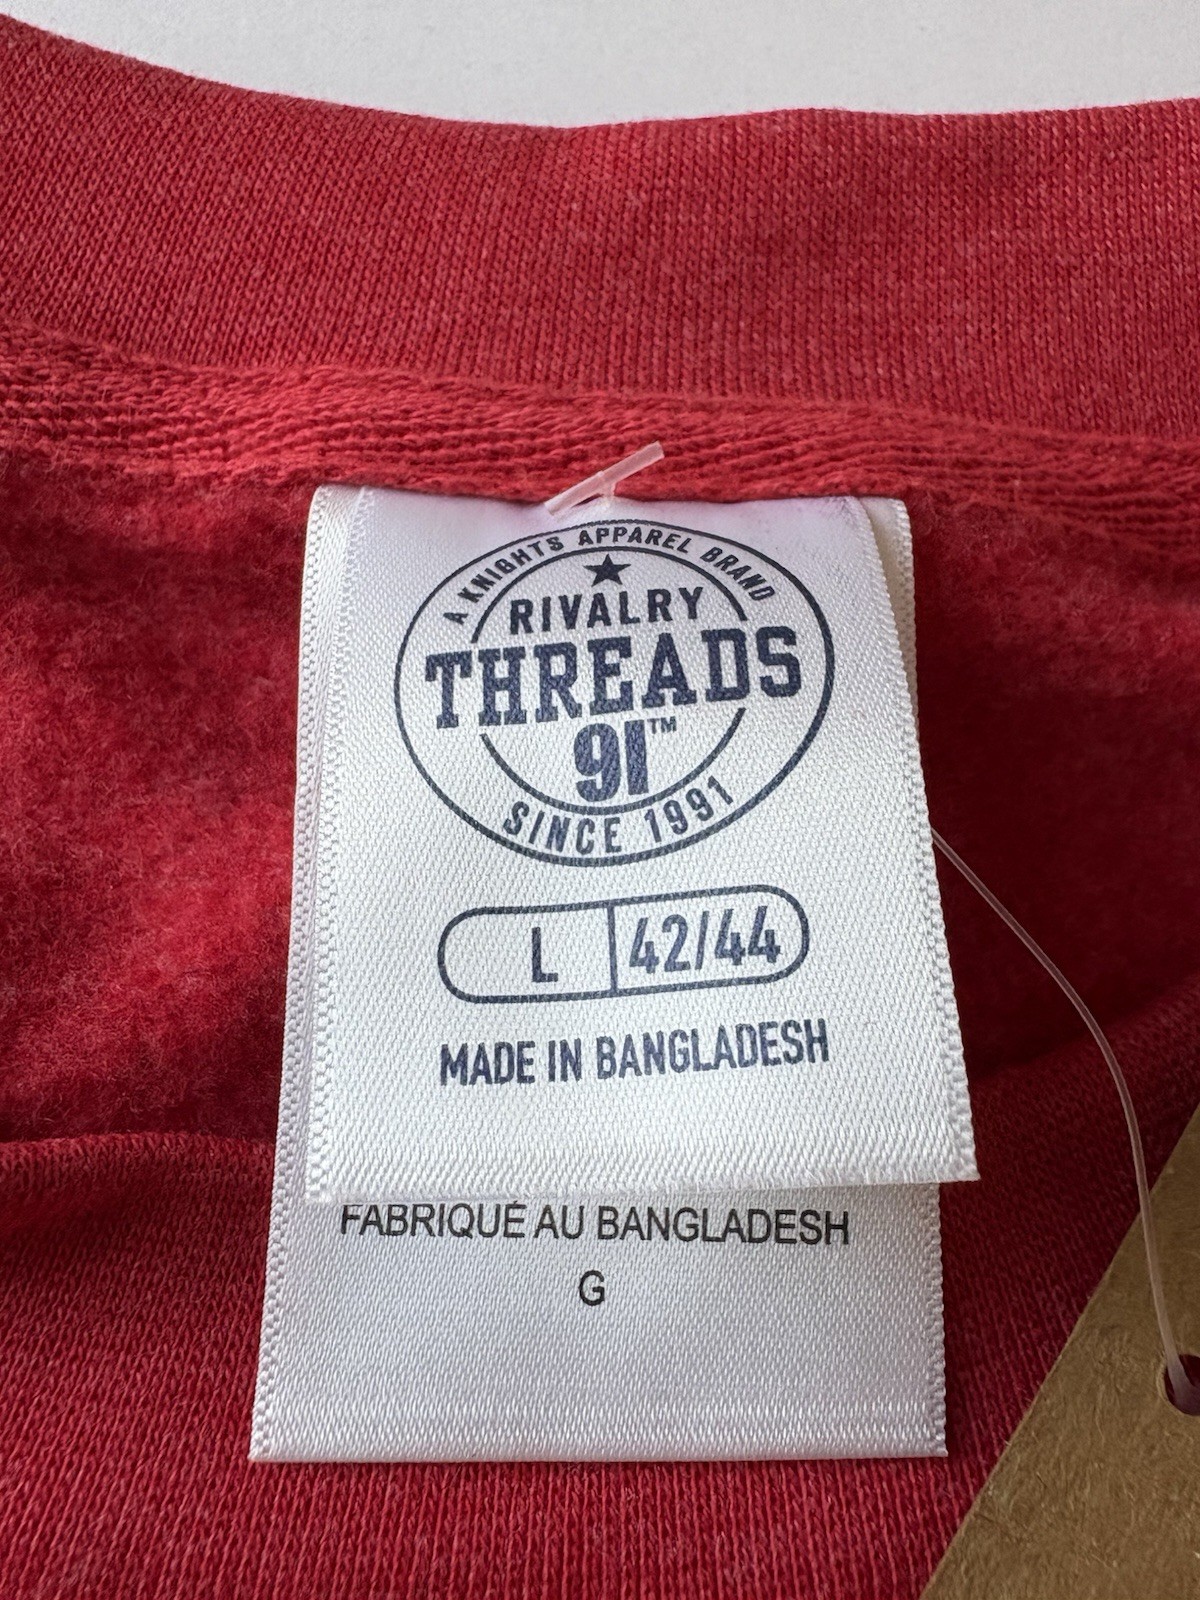 A KNIGHTS APPAREL BRAND
RIVALRY
THREADS
91™
SINCE 1991
L 42/44
MADE IN BANGLADESH
FABRIQUÉ AU BANGLADESH
G